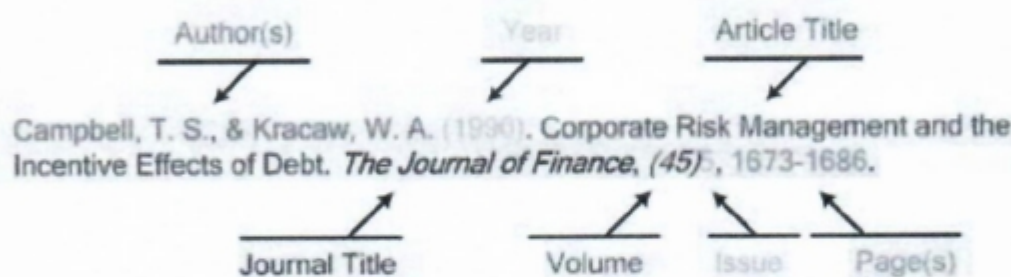 Author(s) Year Article Title
Campbell, T. S., & Kracaw, W. A. (1990). Corporate Risk Management and the
Incentive Effects of Debt. The Journal of Finance, (45) 5, 1673-1686.
Journal Title Volume Issue Page(s)